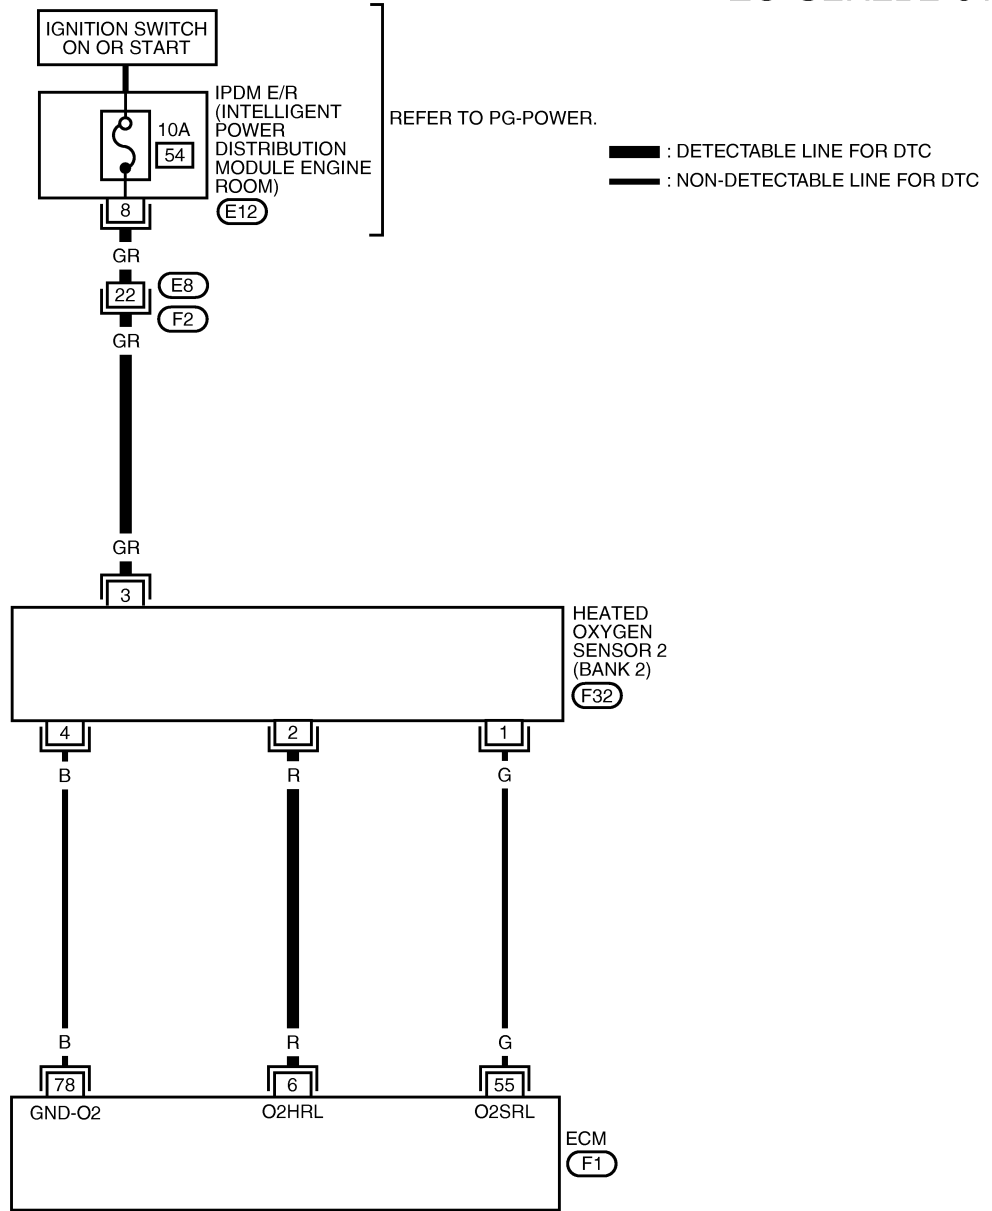 IGNITION SWITCH
ON OR START
IPDM E/R
(INTELLIGENT
POWER
DISTRIBUTION
MODULE ENGINE
ROOM)
E12
10A
54
8
REFER TO PG-POWER.
: DETECTABLE LINE FOR DTC
: NON-DETECTABLE LINE FOR DTC
GR
22
E8
F2
GR
GR
3
HEATED
OXYGEN
SENSOR 2
(BANK 2)
F32
4 2 1
B R G
B R G
78 6 55
GND-O2 O2HRL O2SRL
ECM
F1